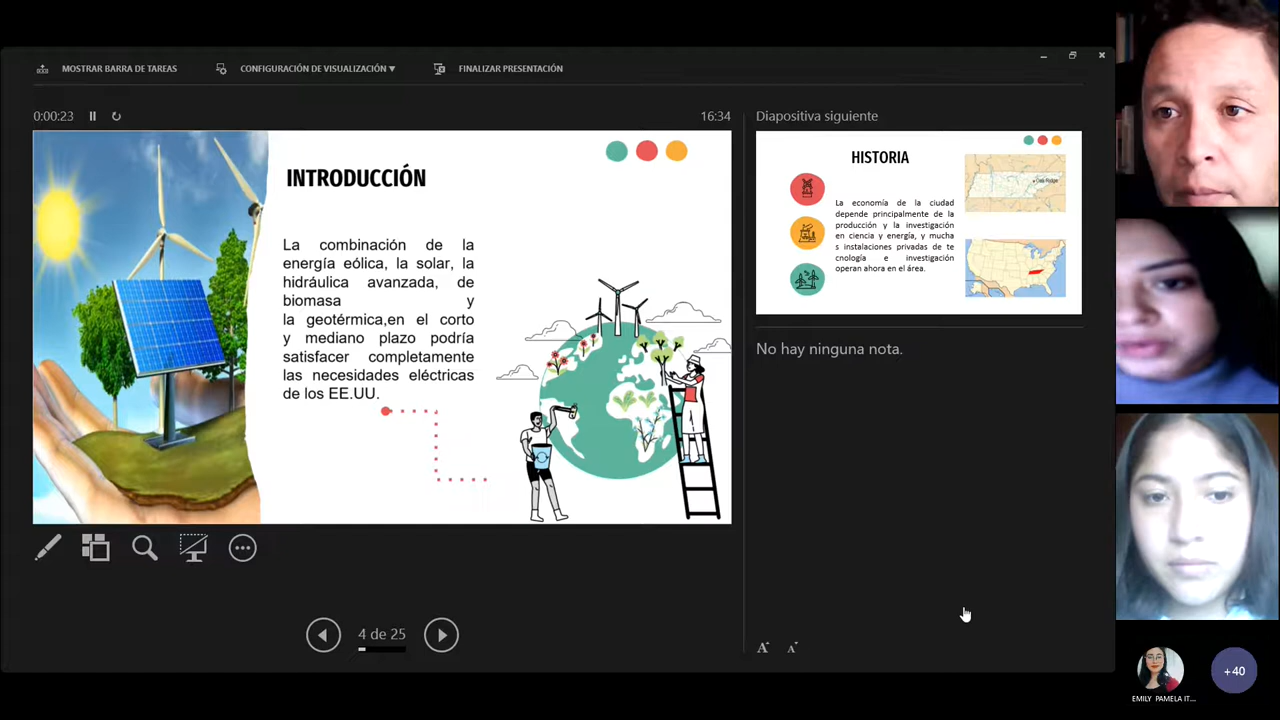 MOSTRAR BARRA DE TAREAS
CONFIGURACIÓN DE VISUALIZACIÓN ▾
FINALIZAR PRESENTACIÓN
0:00:23
16:34
INTRODUCCIÓN
La combinación de la
energía eólica, la solar, la
hidráulica avanzada, de
biomasa y
la geotérmica,en el corto
y mediano plazo podría
satisfacer completamente
las necesidades eléctricas
de los EE.UU.
Diapositiva siguiente
HISTORIA
La economía de la ciudad
depende principalmente de la
producción y la investigación
en ciencia y energía, y mucha
s instalaciones privadas de te
cnología e investigación
operan ahora en el área.
Oak Ridge
No hay ninguna nota.
4 de 25
A A
EMILY PAMELA IT...
+40